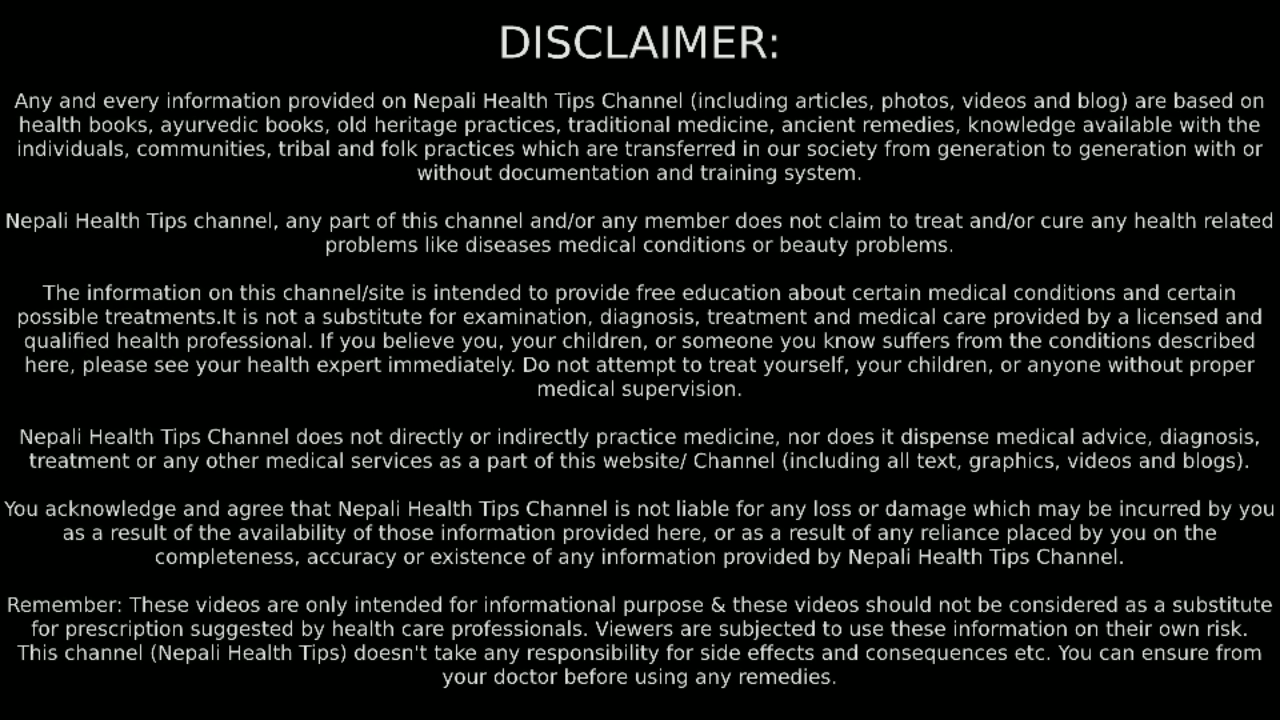 DISCLAIMER:
Any and every information provided on Nepali Health Tips Channel (including articles, photos, videos and blog) are based on
health books, ayurvedic books, old heritage practices, traditional medicine, ancient remedies, knowledge available with the
individuals, communities, tribal and folk practices which are transferred in our society from generation to generation with or
without documentation and training system.
Nepali Health Tips channel, any part of this channel and/or any member does not claim to treat and/or cure any health related
problems like diseases medical conditions or beauty problems.
The information on this channel/site is intended to provide free education about certain medical conditions and certain
possible treatments.It is not a substitute for examination, diagnosis, treatment and medical care provided by a licensed and
qualified health professional. If you believe you, your children, or someone you know suffers from the conditions described
here, please see your health expert immediately. Do not attempt to treat yourself, your children, or anyone without proper
medical supervision.
Nepali Health Tips Channel does not directly or indirectly practice medicine, nor does it dispense medical advice, diagnosis,
treatment or any other medical services as a part of this website/ Channel (including all text, graphics, videos and blogs).
You acknowledge and agree that Nepali Health Tips Channel is not liable for any loss or damage which may be incurred by you
as a result of the availability of those information provided here, or as a result of any reliance placed by you on the
completeness, accuracy or existence of any information provided by Nepali Health Tips Channel.
Remember: These videos are only intended for informational purpose & these videos should not be considered as a substitute
for prescription suggested by health care professionals. Viewers are subjected to use these information on their own risk.
This channel (Nepali Health Tips) doesn't take any responsibility for side effects and consequences etc. You can ensure from
your doctor before using any remedies.